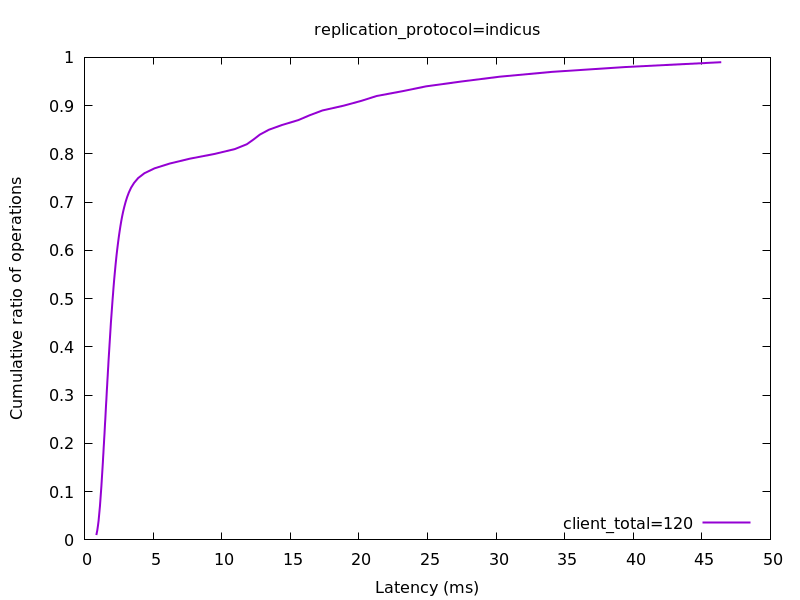 replication_protocol=indicus
1
0.9
0.8
0.7
0.6
0.5
0.4
0.3
0.2
0.1
0
Cumulative ratio of operations
client_total=120
0 5 10 15 20 25 30 35 40 45 50
Latency (ms)